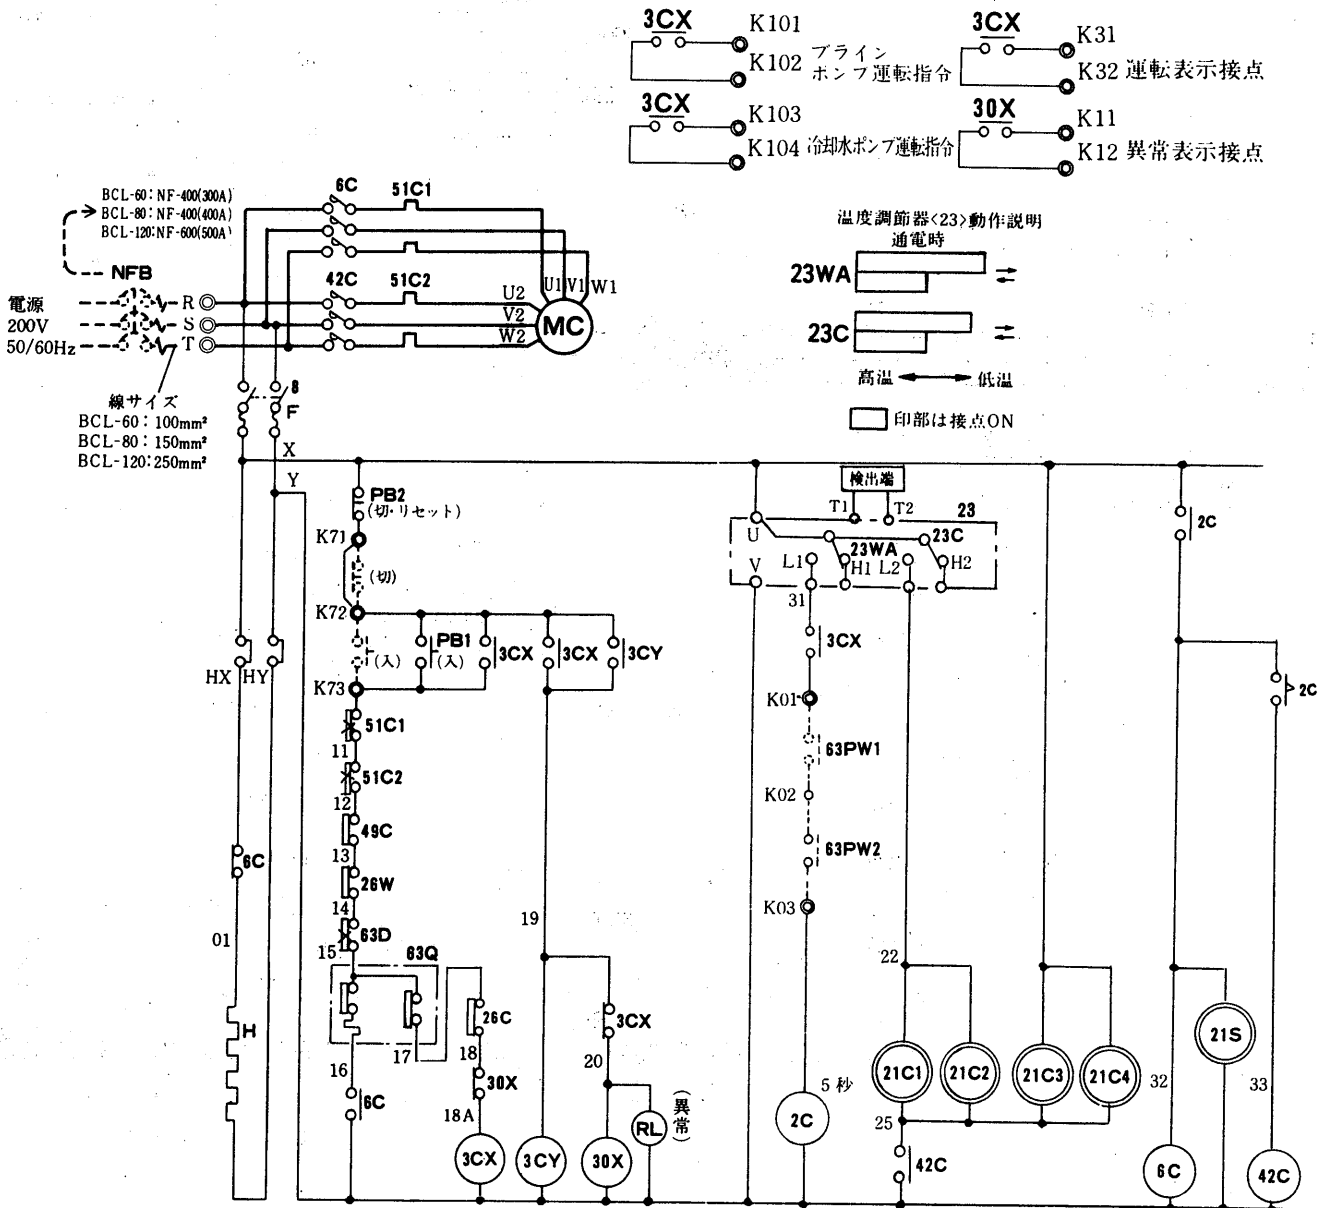 3CX
K101
K102
ブライン
ポンプ運転指令
3CX
K31
K32 運転表示接点
3CX
K103
K104 冷却水ポンプ運転指令
30X
K11
K12 異常表示接点
BCL-60:NF-400(300A)
BCL-80:NF-400(400A)
BCL-120:NF-600(500A)
6C
51C1
温度調節器<23>動作説明
通電時
23WA
23C
高温
低温
印部は接点ON
NFB
電源
200V
50/60Hz
R
S
T
42C
51C2
U1
V1
W1
U2
V2
W2
MC
線サイズ
BCL-60:100mm²
BCL-80:150mm²
BCL-120:250mm²
8
F
X
Y
PB2
(切・リセット)
K71
(切)
K72
(入)
PB1
(入)
3CX
3CX
3CY
K73
検出端
T1
T2
23
U
V
23WA
23C
L1
H1
L2
H2
31
3CX
K01
63PW1
K02
63PW2
K03
2C
2C
HX
HY
51C1
11
51C2
12
49C
13
26W
14
63D
15
63Q
6C
01
H
16
17
6C
26C
18
30X
18A
3CX
19
3CY
3CX
20
30X
RL
(異常)
5秒
2C
22
21C1
21C2
21C3
21C4
25
42C
32
21S
33
6C
42C